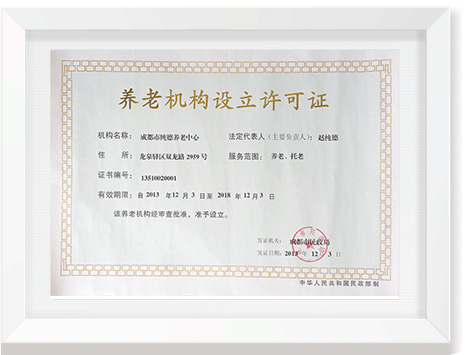 养老机构设立许可证
机构名称： 成都市纯德养老中心 法定代表人（主要负责人）：赵纯德
住 所： 龙泉驿区双龙路2959号 服务范围： 养老、托老
证书编号： 13510020001
有效期限：自2013 年12月 3 日至2018 年12月 3 日
该养老机构经审查批准，准予设立。
发证机关： 成都市民政局
发证日期：2013年 12月 3 日
中华人民共和国民政部制